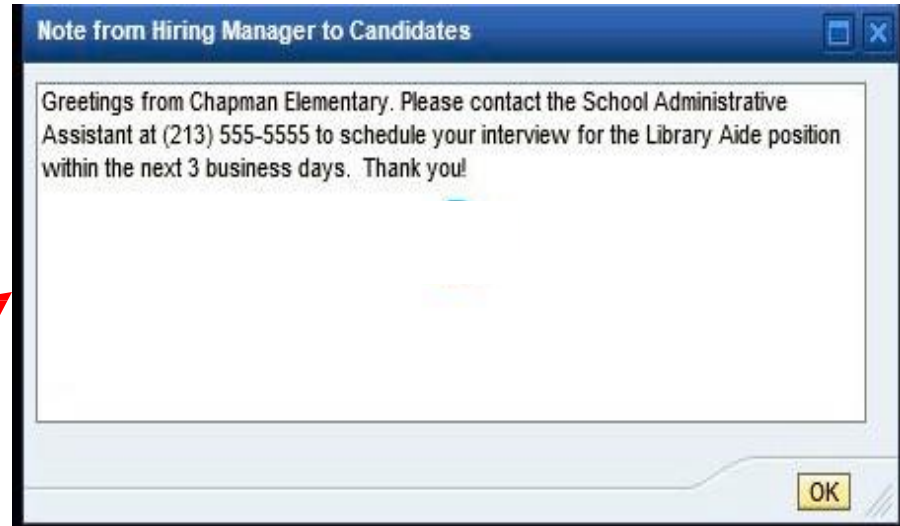 Note from Hiring Manager to Candidates
Greetings from Chapman Elementary. Please contact the School Administrative
Assistant at (213) 555-5555 to schedule your interview for the Library Aide position
within the next 3 business days.  Thank you!
OK